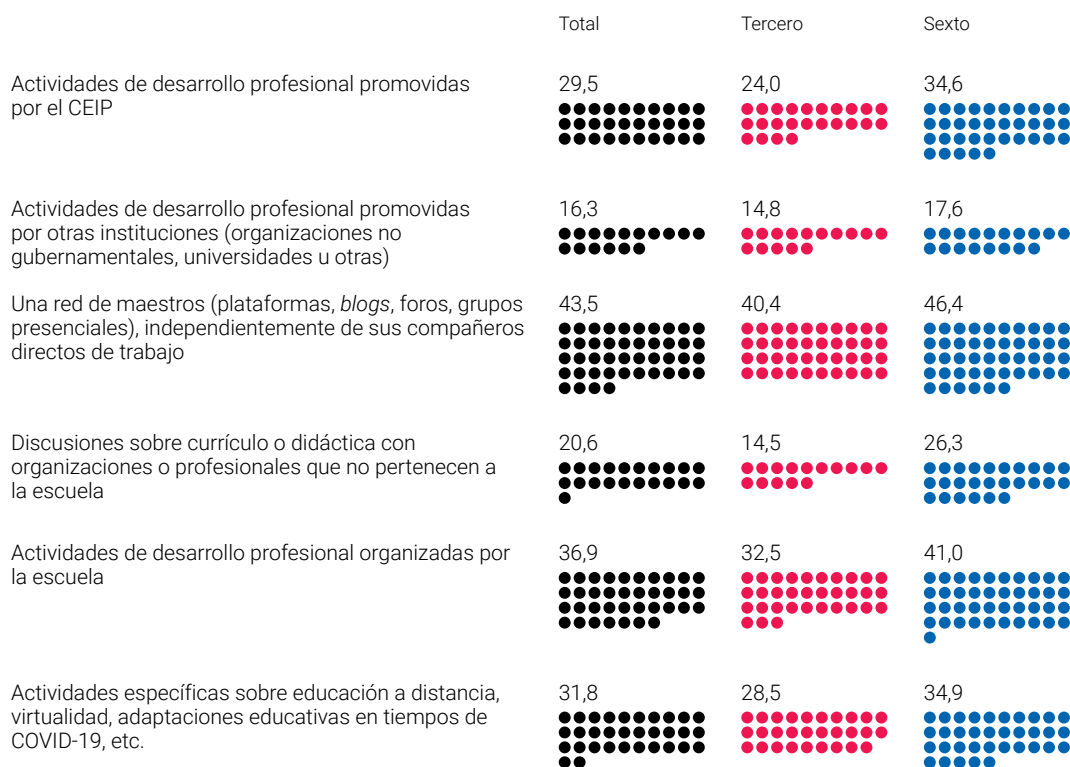 Total Tercero Sexto
Actividades de desarrollo profesional promovidas
por el CEIP
29,5 24,0 34,6
Actividades de desarrollo profesional promovidas
por otras instituciones (organizaciones no
gubernamentales, universidades u otras)
16,3 14,8 17,6
Una red de maestros (plataformas, blogs, foros, grupos
presenciales), independientemente de sus compañeros
directos de trabajo
43,5 40,4 46,4
Discusiones sobre currículo o didáctica con
organizaciones o profesionales que no pertenecen a
la escuela
20,6 14,5 26,3
Actividades de desarrollo profesional organizadas por
la escuela
36,9 32,5 41,0
Actividades específicas sobre educación a distancia,
virtualidad, adaptaciones educativas en tiempos de
COVID-19, etc.
31,8 28,5 34,9